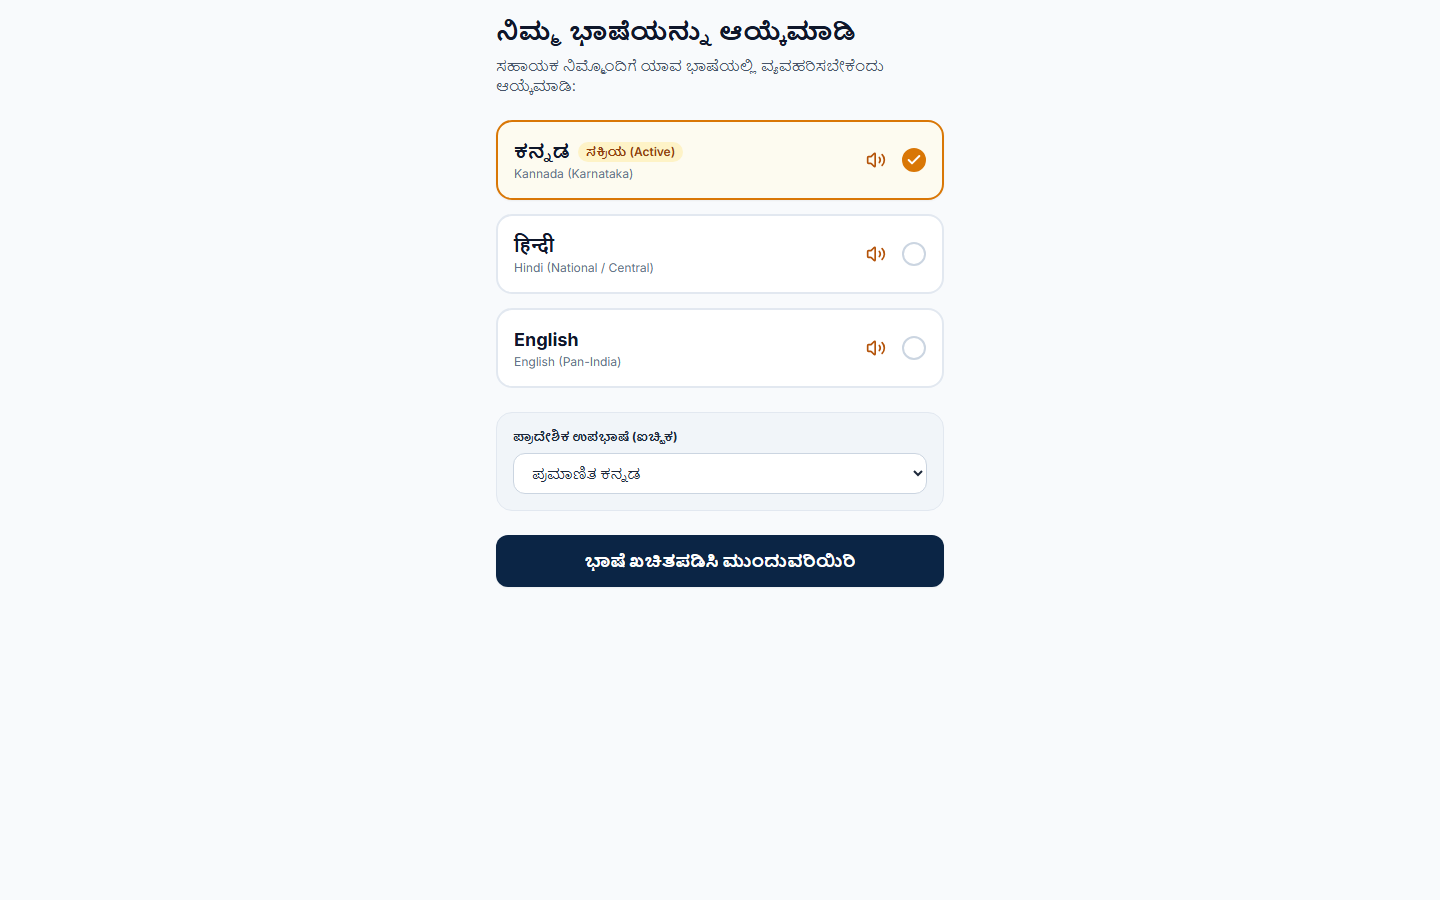 ನಿಮ್ಮ ಭಾಷೆಯನ್ನು ಆಯ್ಕೆಮಾಡಿ
ಸಹಾಯಕ ನಿಮ್ಮೊಂದಿಗೆ ಯಾವ ಭಾಷೆಯಲ್ಲಿ ವ್ಯವಹರಿಸಬೇಕೆಂದು
ಆಯ್ಕೆಮಾಡಿ:
ಕನ್ನಡ ಸಕ್ರಿಯ (Active)
Kannada (Karnataka)
हिन्दी
Hindi (National / Central)
English
English (Pan-India)
ಪ್ರಾದೇಶಿಕ ಉಪಭಾಷೆ (ಐಚ್ಛಿಕ)
ಪ್ರಮಾಣಿತ ಕನ್ನಡ
ಭಾಷೆ ಖಚಿತಪಡಿಸಿ ಮುಂದುವರಿಯಿರಿ